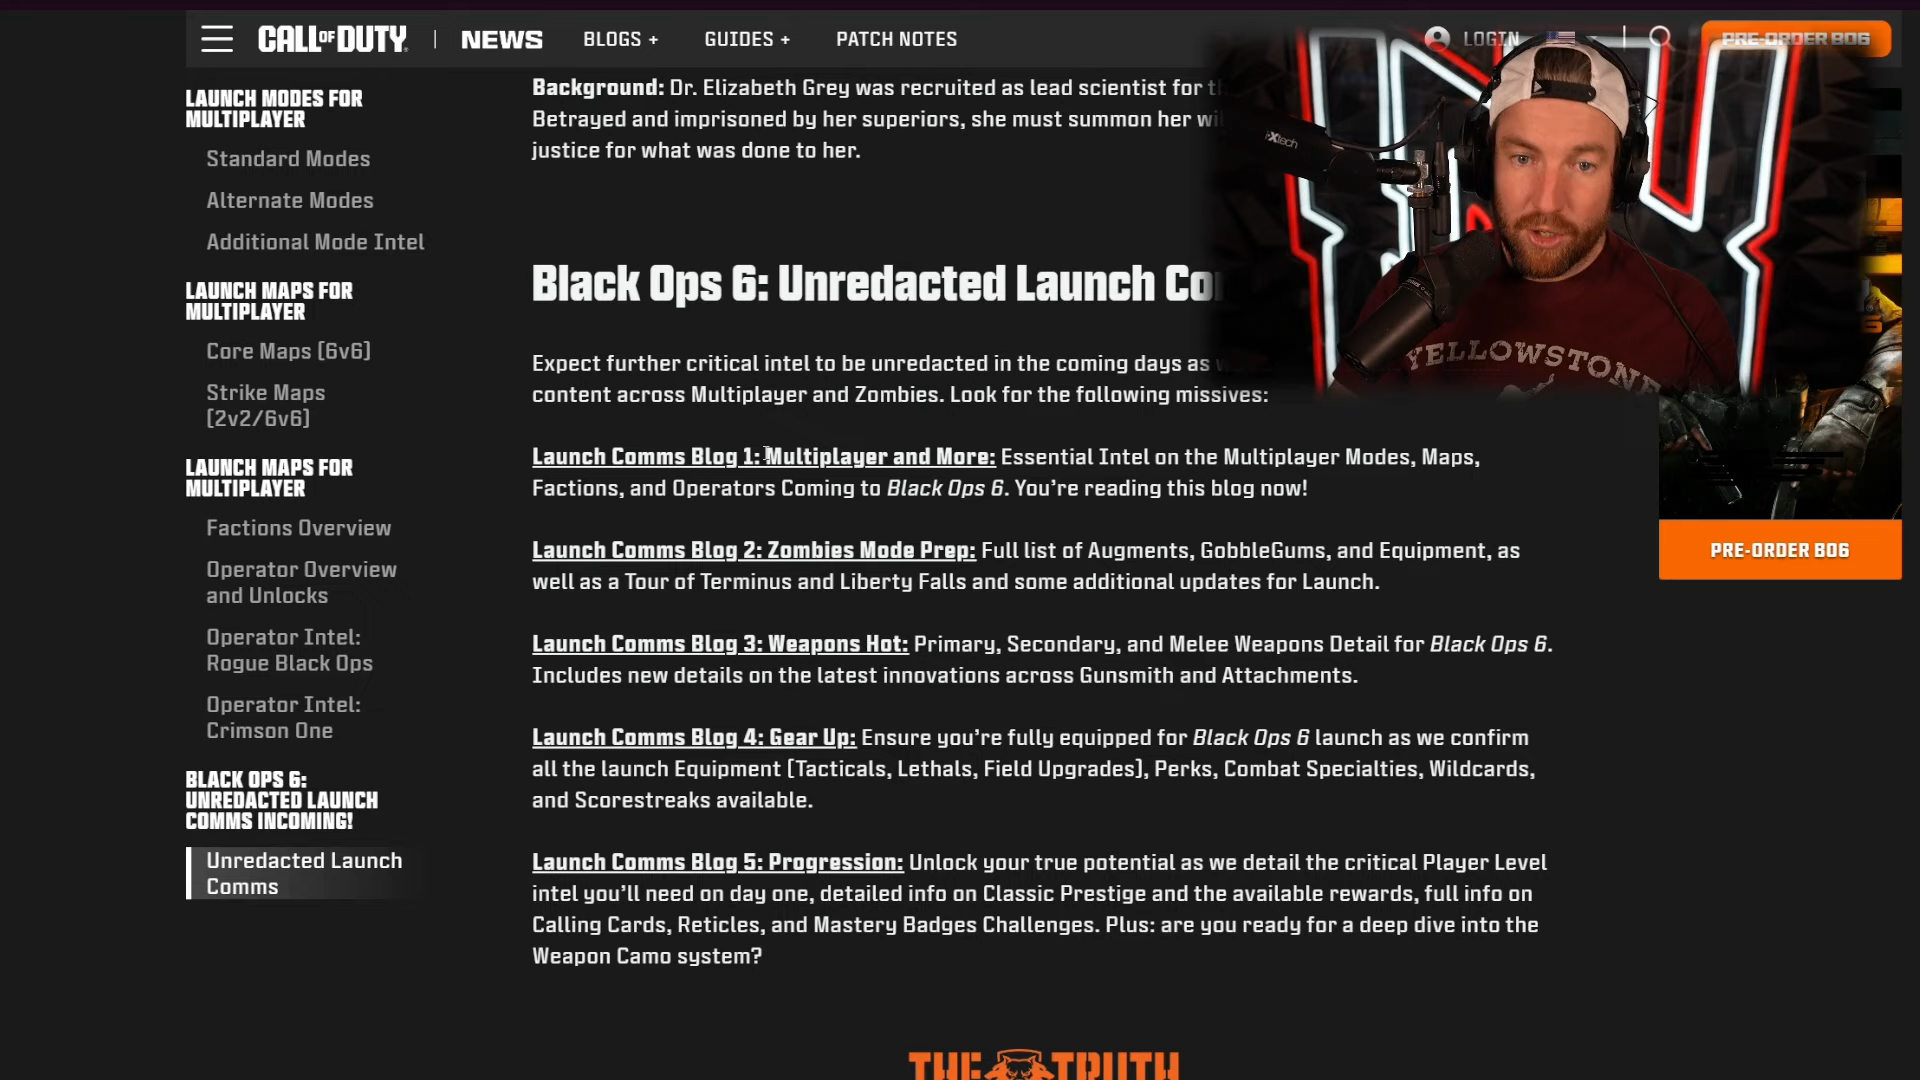 CALL OF DUTY | NEWS BLOGS + GUIDES + PATCH NOTES LOGIN PRE-ORDER BO6
LAUNCH MODES FOR
MULTIPLAYER
Standard Modes
Alternate Modes
Additional Mode Intel
LAUNCH MAPS FOR
MULTIPLAYER
Core Maps [6v6]
Strike Maps
[2v2/6v6]
LAUNCH MAPS FOR
MULTIPLAYER
Factions Overview
Operator Overview
and Unlocks
Operator Intel:
Rogue Black Ops
Operator Intel:
Crimson One
BLACK OPS 6:
UNREDACTED LAUNCH
COMMS INCOMING!
Unredacted Launch
Comms
Background: Dr. Elizabeth Grey was recruited as lead scientist for
Betrayed and imprisoned by her superiors, she must summon her
justice for what was done to her.
Black Ops 6: Unredacted Launch
Expect further critical intel to be unredacted in the coming days as
content across Multiplayer and Zombies. Look for the following missives:
Launch Comms Blog 1: Multiplayer and More: Essential Intel on the Multiplayer Modes, Maps,
Factions, and Operators Coming to Black Ops 6. You're reading this blog now!
Launch Comms Blog 2: Zombies Mode Prep: Full list of Augments, GobbleGums, and Equipment, as
well as a Tour of Terminus and Liberty Falls and some additional updates for Launch.
Launch Comms Blog 3: Weapons Hot: Primary, Secondary, and Melee Weapons Detail for Black Ops 6.
Includes new details on the latest innovations across Gunsmith and Attachments.
Launch Comms Blog 4: Gear Up: Ensure you're fully equipped for Black Ops 6 launch as we confirm
all the launch Equipment [Tacticals, Lethals, Field Upgrades], Perks, Combat Specialties, Wildcards,
and Scorestreaks available.
Launch Comms Blog 5: Progression: Unlock your true potential as we detail the critical Player Level
intel you'll need on day one, detailed info on Classic Prestige and the available rewards, full info on
Calling Cards, Reticles, and Mastery Badges Challenges. Plus: are you ready for a deep dive into the
Weapon Camo system?
THE TRUTH
YELLOWSTONE
PRE-ORDER BO6